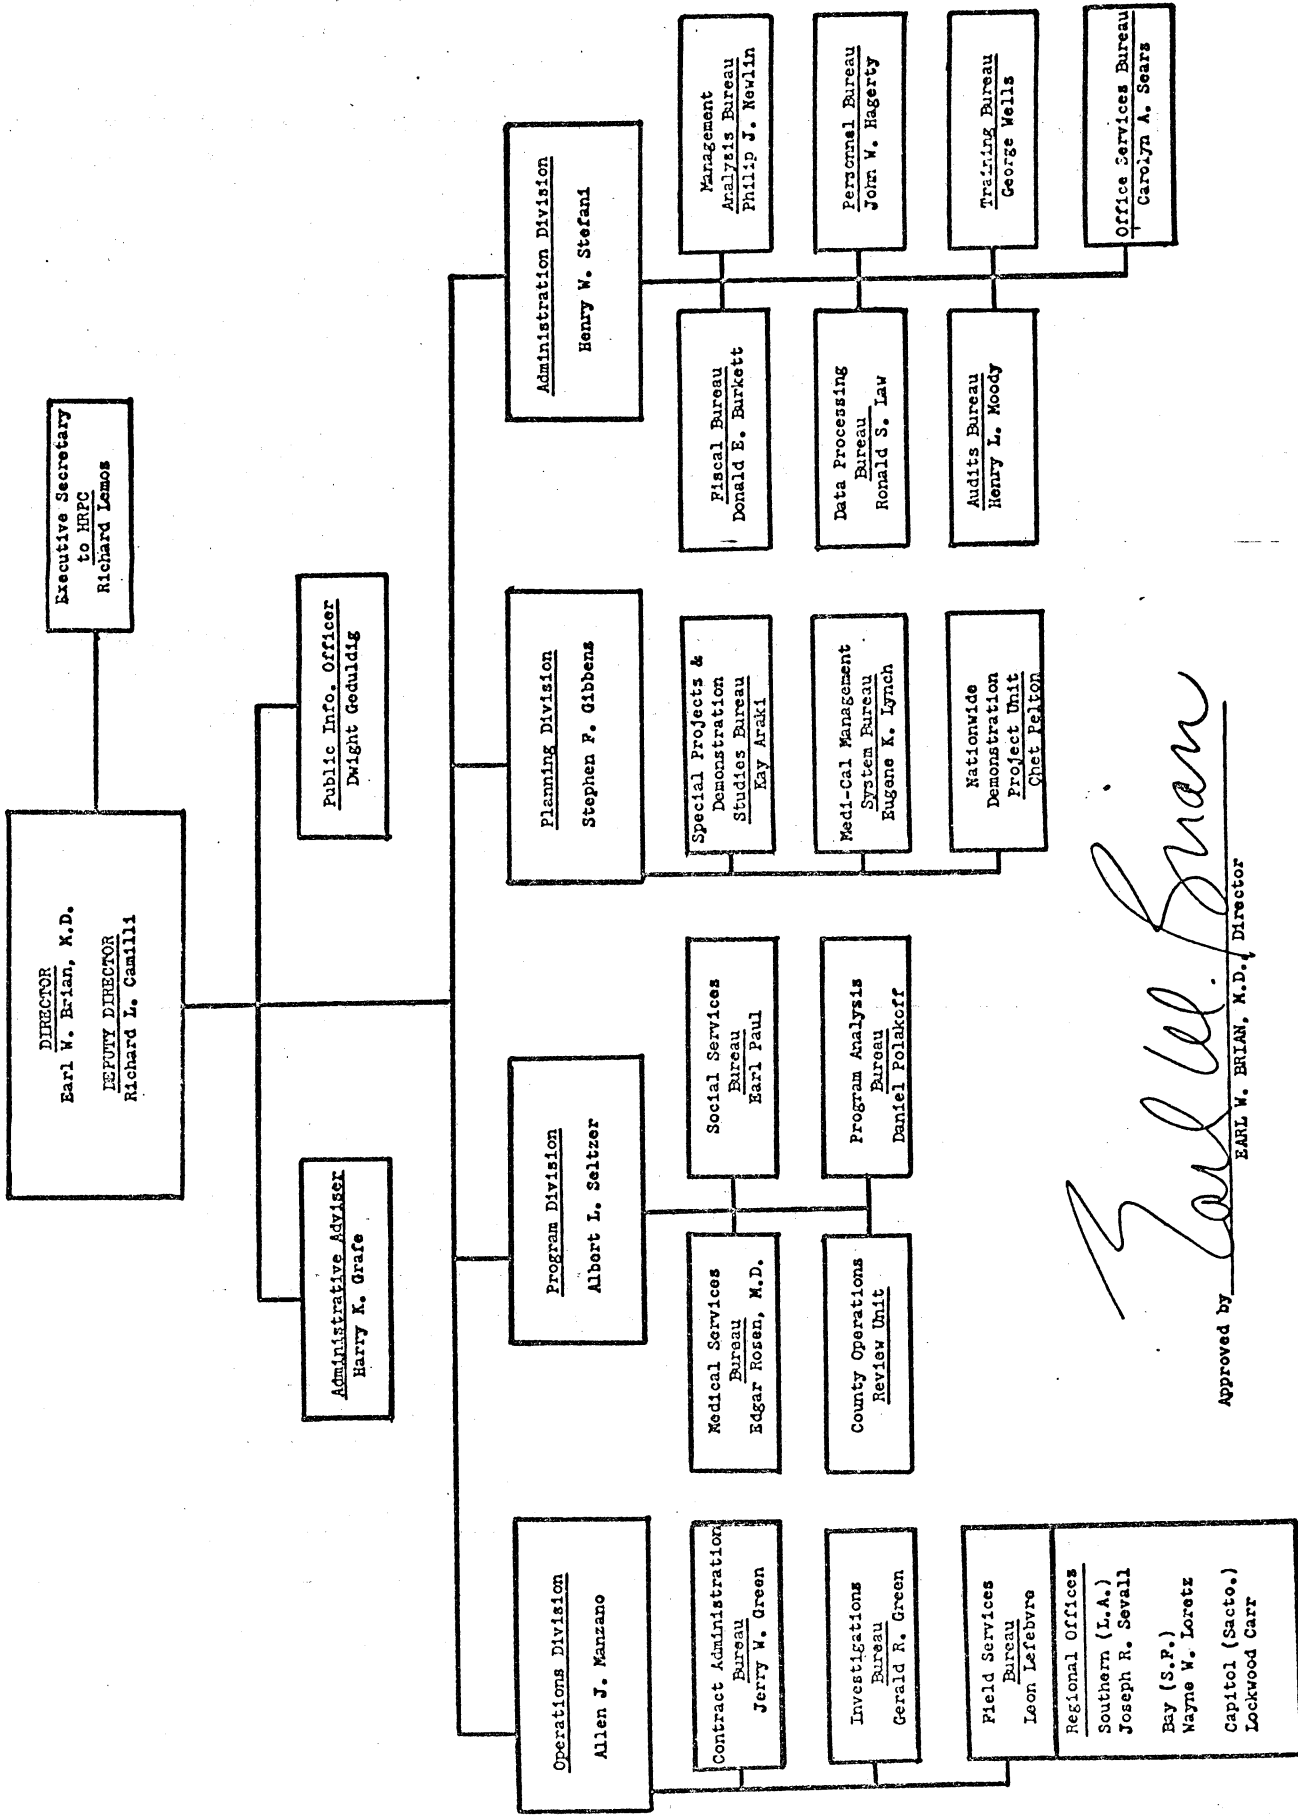 DIRECTOR
Earl W. Brian, M.D.
DEPUTY DIRECTOR
Richard L. Camilli
Executive Secretary
to HRPC
Richard Lemos
Administrative Adviser
Harry K. Grafe
Public Info. Officer
Dwight Geduldig
Operations Division
Allen J. Manzano
Program Division
Albert L. Seltzer
Planning Division
Stephen F. Gibbens
Administration Division
Henry W. Stefani
Contract Administration
Bureau
Jerry W. Green
Investigations
Bureau
Gerald R. Green
Field Services
Bureau
Leon Lefebvre
Regional Offices
Southern (L.A.)
Joseph R. Sevall
Bay (S.F.)
Wayne W. Loretz
Capitol (Sacto.)
Lockwood Carr
Medical Services
Bureau
Edgar Rosen, M.D.
Social Services
Bureau
Earl Paul
County Operations
Review Unit
Program Analysis
Bureau
Daniel Polakoff
Special Projects &
Demonstration
Studies Bureau
Kay Araki
Medi-Cal Management
System Bureau
Eugene K. Lynch
Nationwide
Demonstration
Project Unit
Chet Pelton
Fiscal Bureau
Donald E. Burkett
Management
Analysis Bureau
Philip J. Newlin
Data Processing
Bureau
Ronald S. Law
Personnel Bureau
John W. Hagerty
Audits Bureau
Henry L. Moody
Training Bureau
George Wells
Office Services Bureau
Carolyn A. Sears
Approved by Earl W. Brian
EARL W. BRIAN, M.D., Director